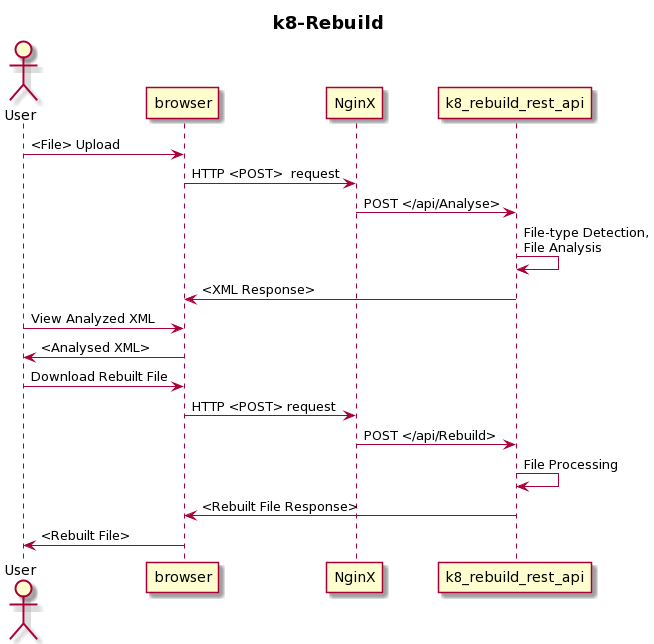 k8-Rebuild
User
browser
NginX
k8_rebuild_rest_api
<File> Upload
HTTP <POST>  request
POST </api/Analyse>
File-type Detection,
File Analysis
<XML Response>
View Analyzed XML
<Analysed XML>
Download Rebuilt File
HTTP <POST> request
POST </api/Rebuild>
File Processing
<Rebuilt File Response>
<Rebuilt File>
User
browser
NginX
k8_rebuild_rest_api